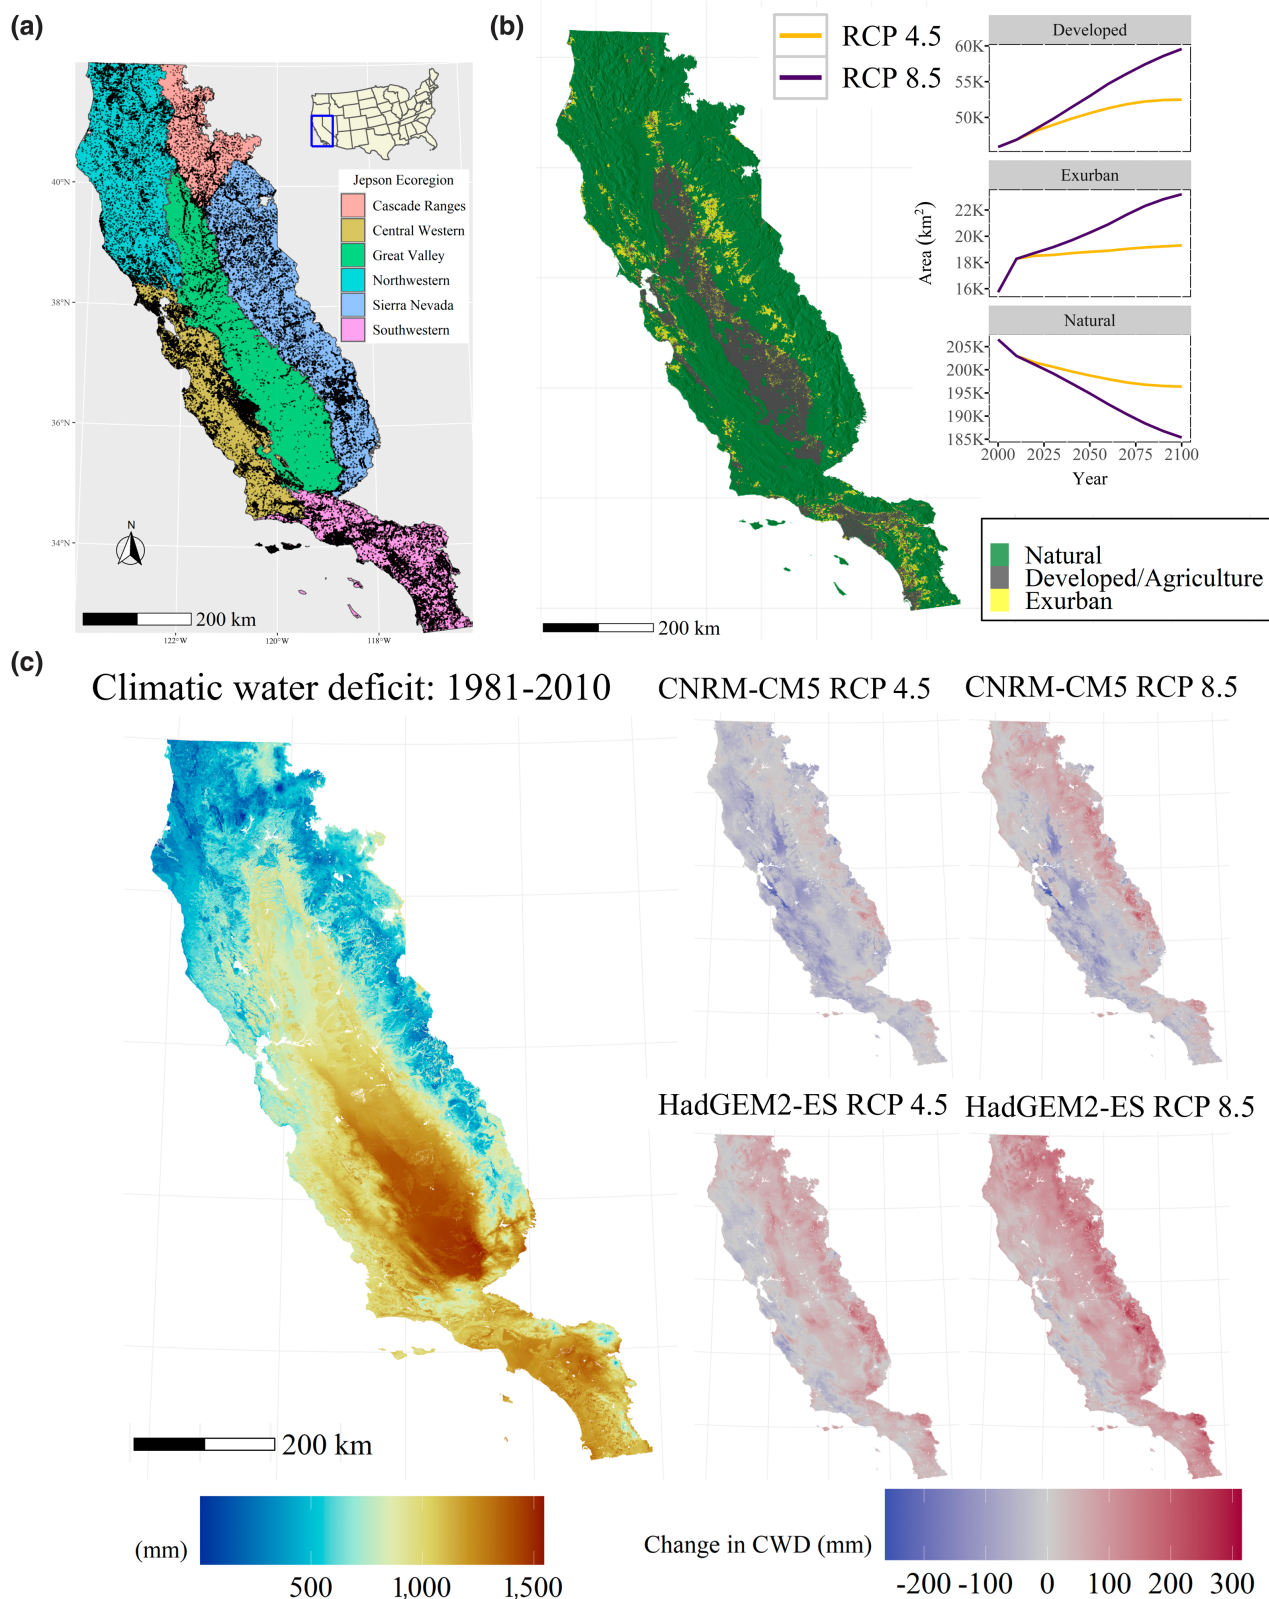 (a)
40°N
38°N
36°N
34°N
122°W
120°W
118°W
Jepson Ecoregion
Cascade Ranges
Central Western
Great Valley
Northwestern
Sierra Nevada
Southwestern
N
200 km
(b)
RCP 4.5
RCP 8.5
Developed
60K
55K
50K
Exurban
22K
20K
18K
16K
Area (km²)
Natural
205K
200K
195K
190K
185K
2000 2025 2050 2075 2100
Year
Natural
Developed/Agriculture
Exurban
200 km
(c)
Climatic water deficit: 1981-2010
200 km
(mm)
500 1,000 1,500
CNRM-CM5 RCP 4.5
CNRM-CM5 RCP 8.5
HadGEM2-ES RCP 4.5
HadGEM2-ES RCP 8.5
Change in CWD (mm)
-200 -100 0 100 200 300